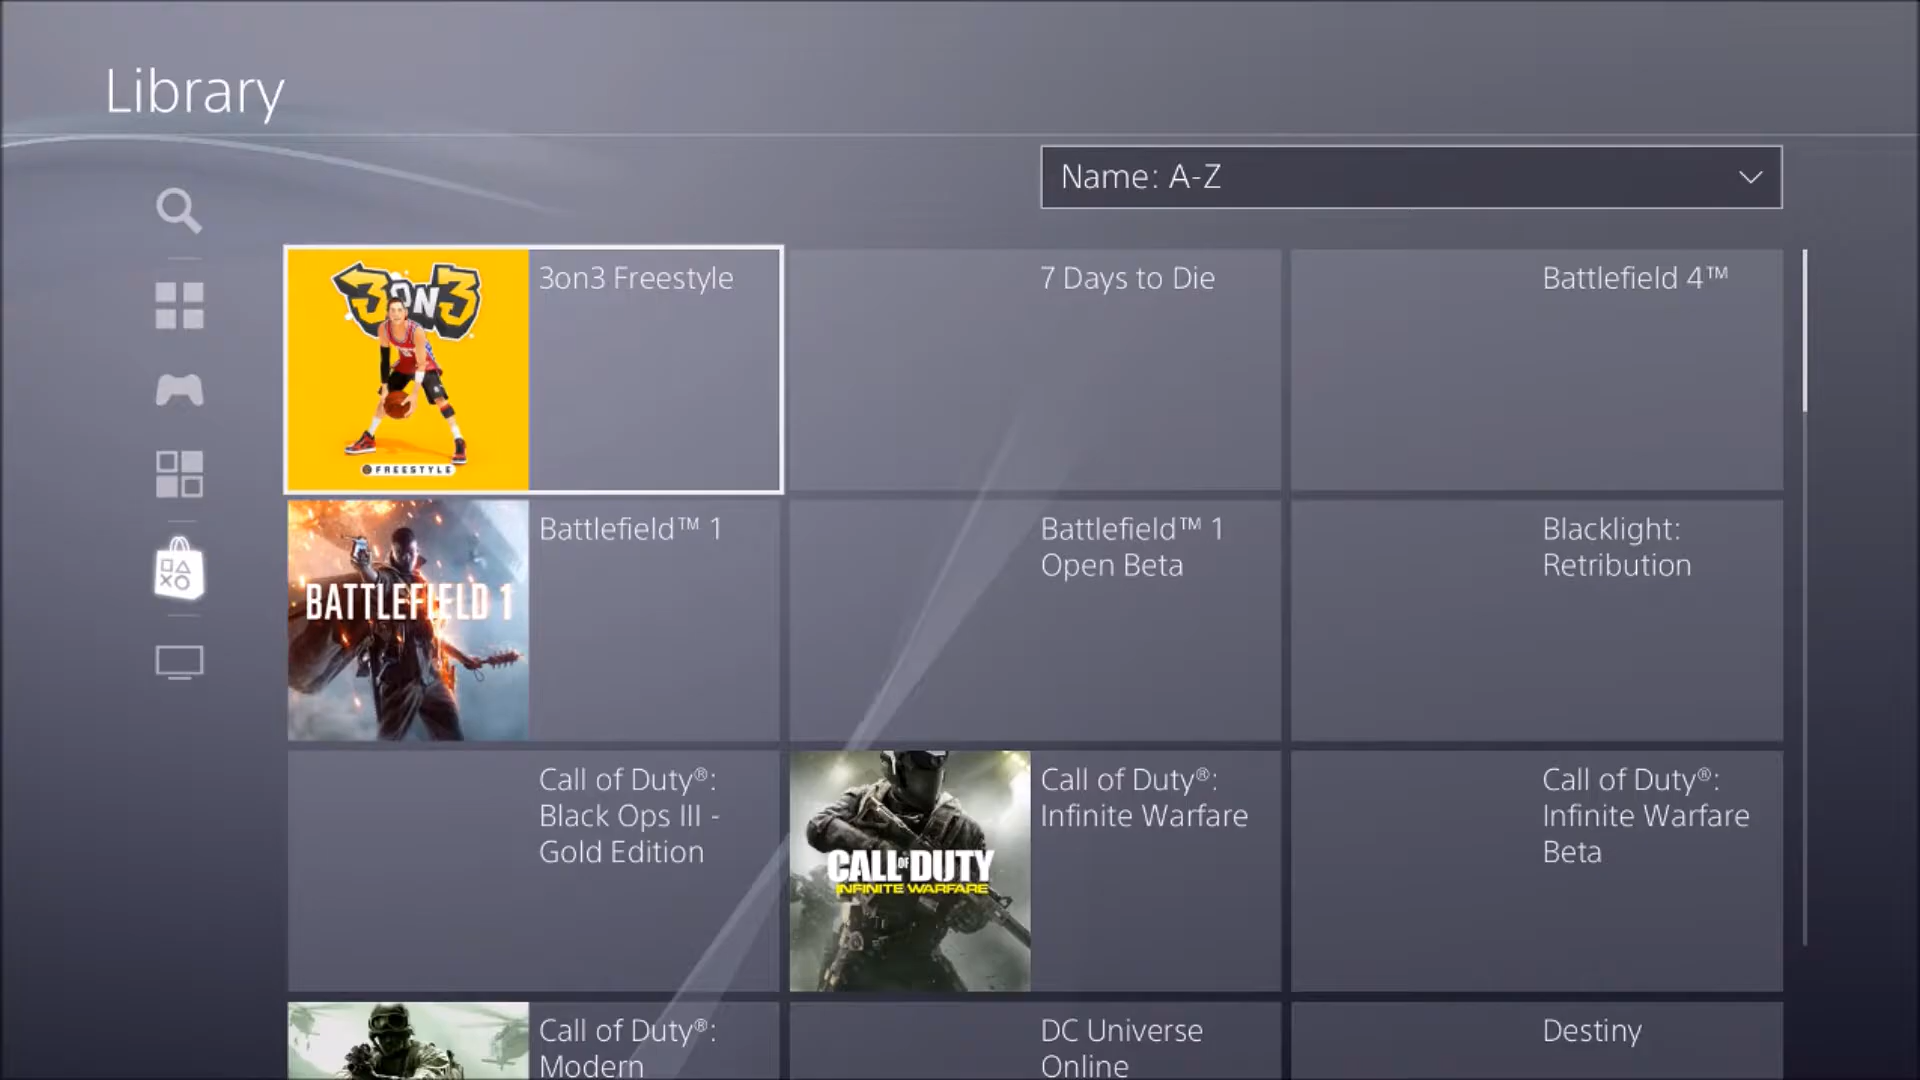 Library
Name: A-Z
3ON3
FREESTYLE
3on3 Freestyle
7 Days to Die
Battlefield 4™
BATTLEFIELD 1
Battlefield™ 1
Battlefield™ 1
Open Beta
Blacklight:
Retribution
Call of Duty®:
Black Ops III -
Gold Edition
CALL OF DUTY
INFINITE WARFARE
Call of Duty®:
Infinite Warfare
Call of Duty®:
Infinite Warfare
Beta
Call of Duty®:
Modern
DC Universe
Online
Destiny